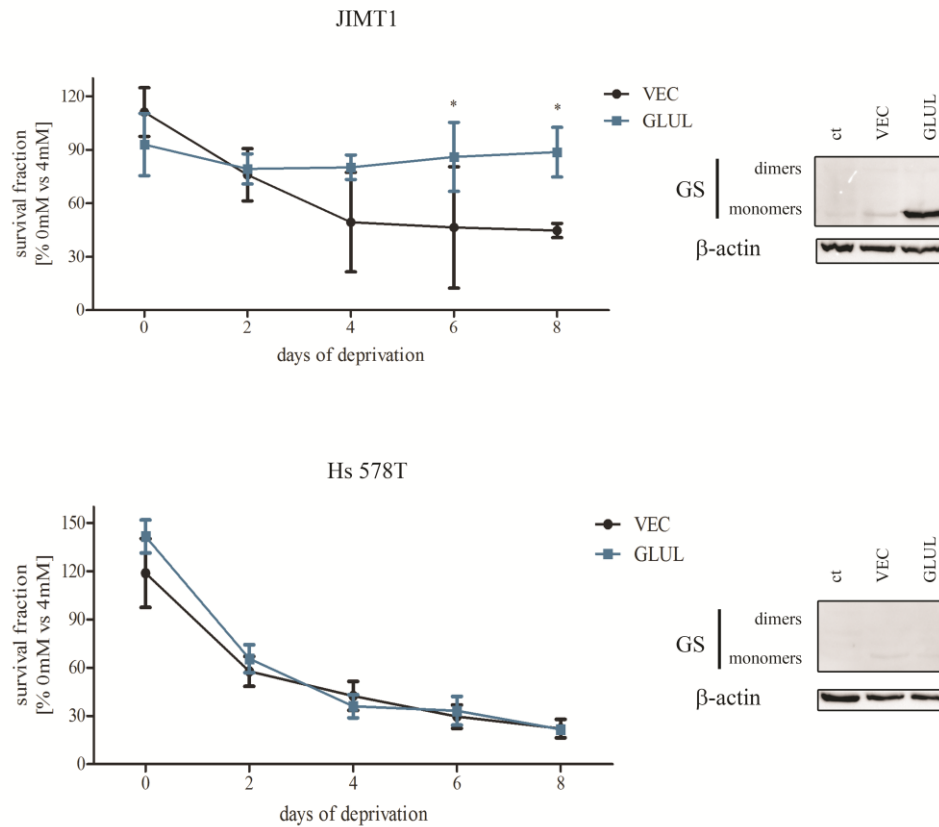 JIMT1
120
90
60
30
0
survival fraction
[% 0mM vs 4mM]
0 2 4 6 8
days of deprivation
* *
VEC
GLUL
ct VEC GLUL
GS
dimers
monomers
β-actin
Hs 578T
150
120
90
60
30
0
survival fraction
[% 0mM vs 4mM]
0 2 4 6 8
days of deprivation
VEC
GLUL
ct VEC GLUL
GS
dimers
monomers
β-actin